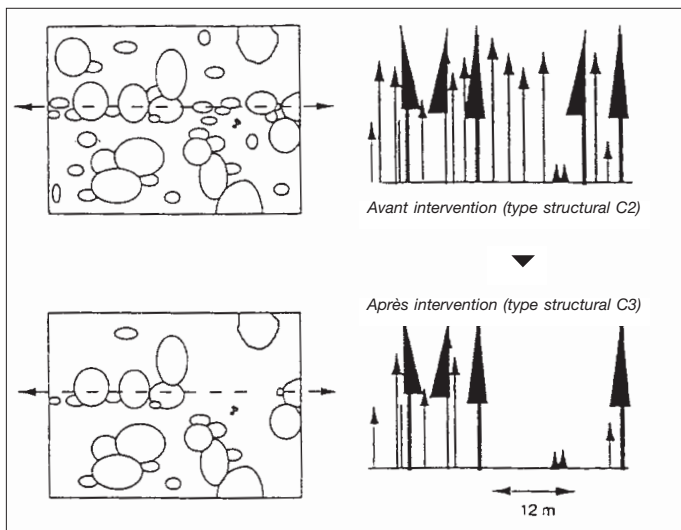 Avant intervention (type structural C2)
Après intervention (type structural C3)
12 m